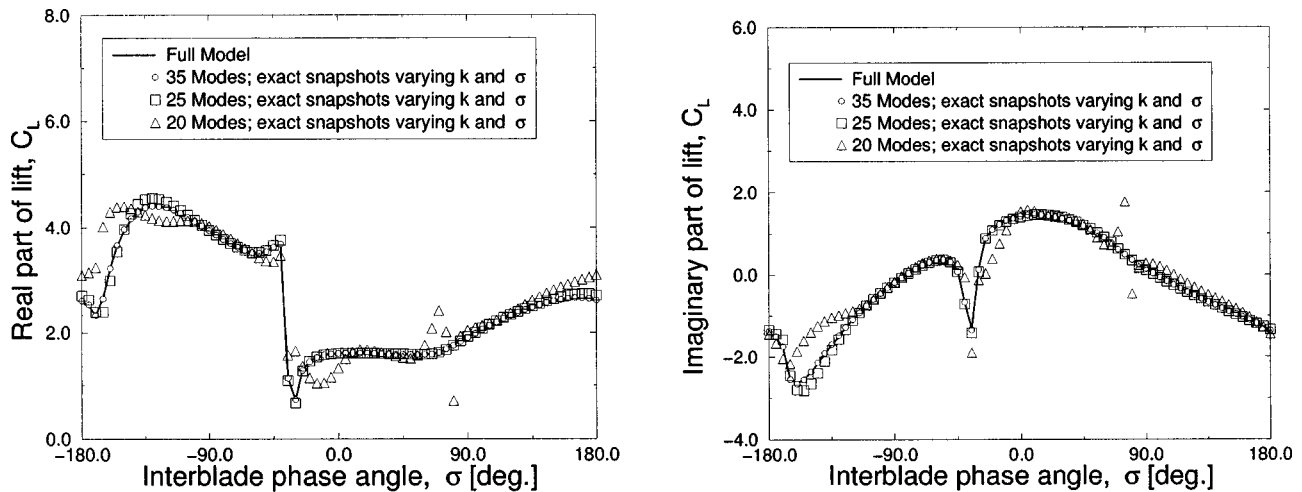 8.0
6.0
4.0
2.0
0.0
Real part of lift, C_L
Full Model
35 Modes; exact snapshots varying k and σ
25 Modes; exact snapshots varying k and σ
20 Modes; exact snapshots varying k and σ
-180.0
-90.0
0.0
90.0
180.0
Interblade phase angle, σ [deg.]
6.0
4.0
2.0
0.0
-2.0
-4.0
Imaginary part of lift, C_L
Full Model
35 Modes; exact snapshots varying k and σ
25 Modes; exact snapshots varying k and σ
20 Modes; exact snapshots varying k and σ
-180.0
-90.0
0.0
90.0
180.0
Interblade phase angle, σ [deg.]